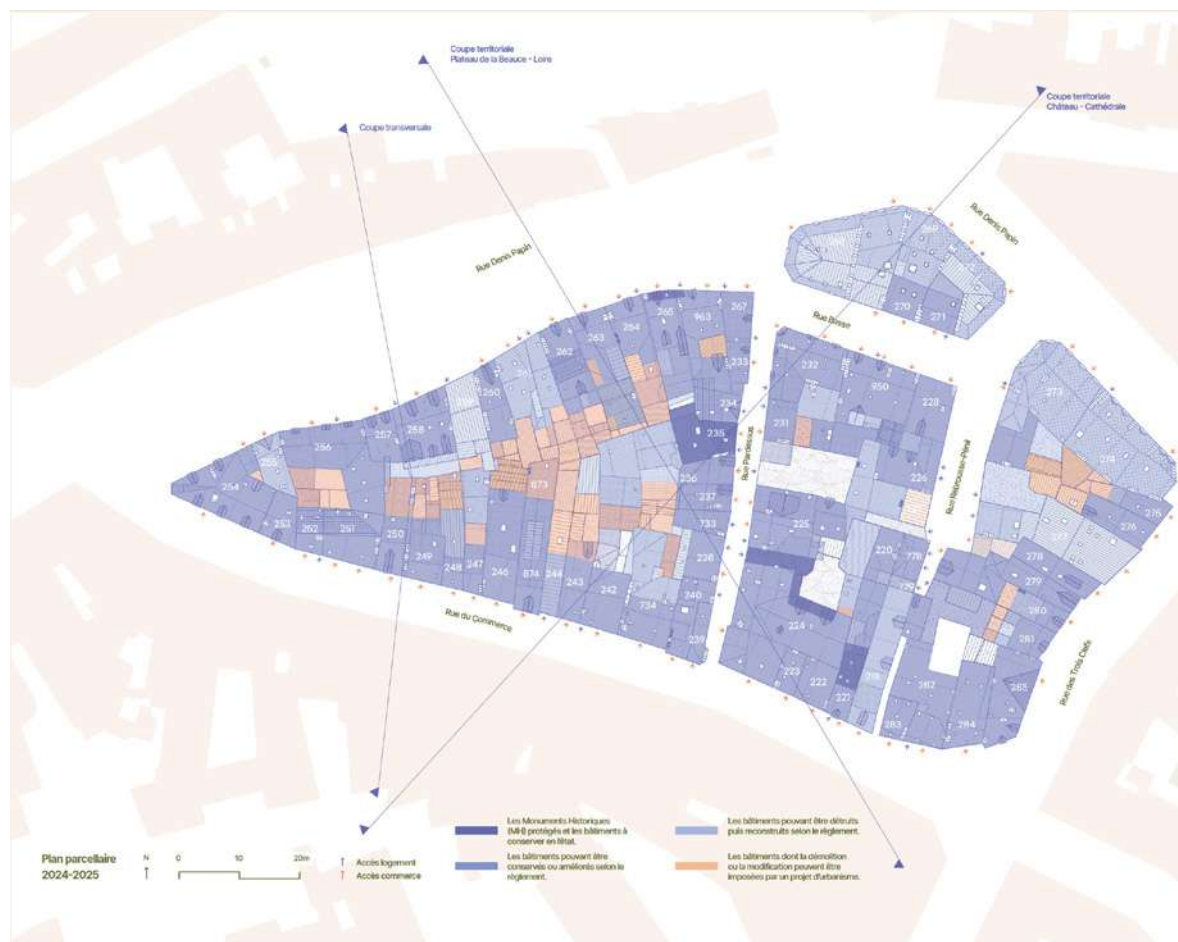 Coupe territoriale
Plateau de la Beauce - Loire
Coupe territoriale
Château - Cathédrale
Coupe transversale
Rue Denis Papin
Rue Denis Papin
269
270
271
Rue Pardessus
Rue du Commerce
Rue des Trois Clefs
267
963
265
264
263
262
260
258
257
256
255
254
253
252
251
250
249
248
247
246
874
244
243
242
734
239
240
238
733
237
236
235
234
233
873
232
950
228
231
226
225
220
778
224
223
222
221
218
273
274
275
276
277
278
279
280
281
282
283
284
285
Les Monuments Historiques
(MH) protégés et les bâtiments à
conserver en l'état.
Les bâtiments pouvant être
conservés ou améliorés selon le
règlement.
Les bâtiments pouvant être détruits
puis reconstruits selon le règlement.
Les bâtiments dont la démolition
ou la modification peuvent être
imposées par un projet d'urbanisme.
Plan parcellaire
2024-2025
N
0 10 20m
Accès logement
Accès commerce